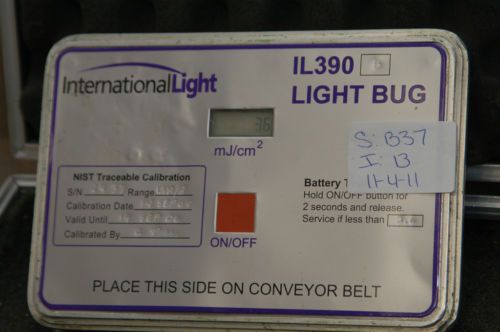 InternationalLight
IL390
LIGHT BUG
mJ/cm²
S: B37
I: B
11-4-11
NIST Traceable Calibration
S/N Range
Calibration Date
Valid Until
Calibrated By
Battery
Hold ON/OFF button for
2 seconds and release.
Service if less than
ON/OFF
PLACE THIS SIDE ON CONVEYOR BELT